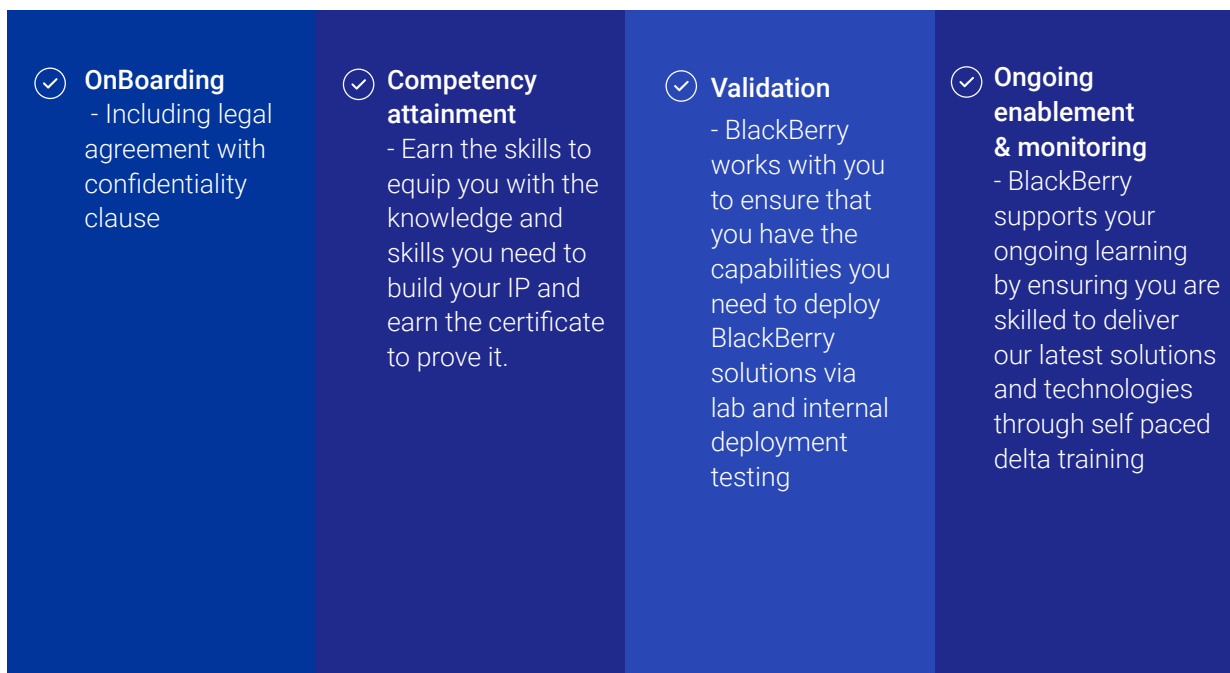 OnBoarding
- Including legal
agreement with
confidentiality
clause
Competency
attainment
- Earn the skills to
equip you with the
knowledge and
skills you need to
build your IP and
earn the certificate
to prove it.
Validation
- BlackBerry
works with you
to ensure that
you have the
capabilities you
need to deploy
BlackBerry
solutions via
lab and internal
deployment
testing
Ongoing
enablement
& monitoring
- BlackBerry
supports your
ongoing learning
by ensuring you are
skilled to deliver
our latest solutions
and technologies
through self paced
delta training